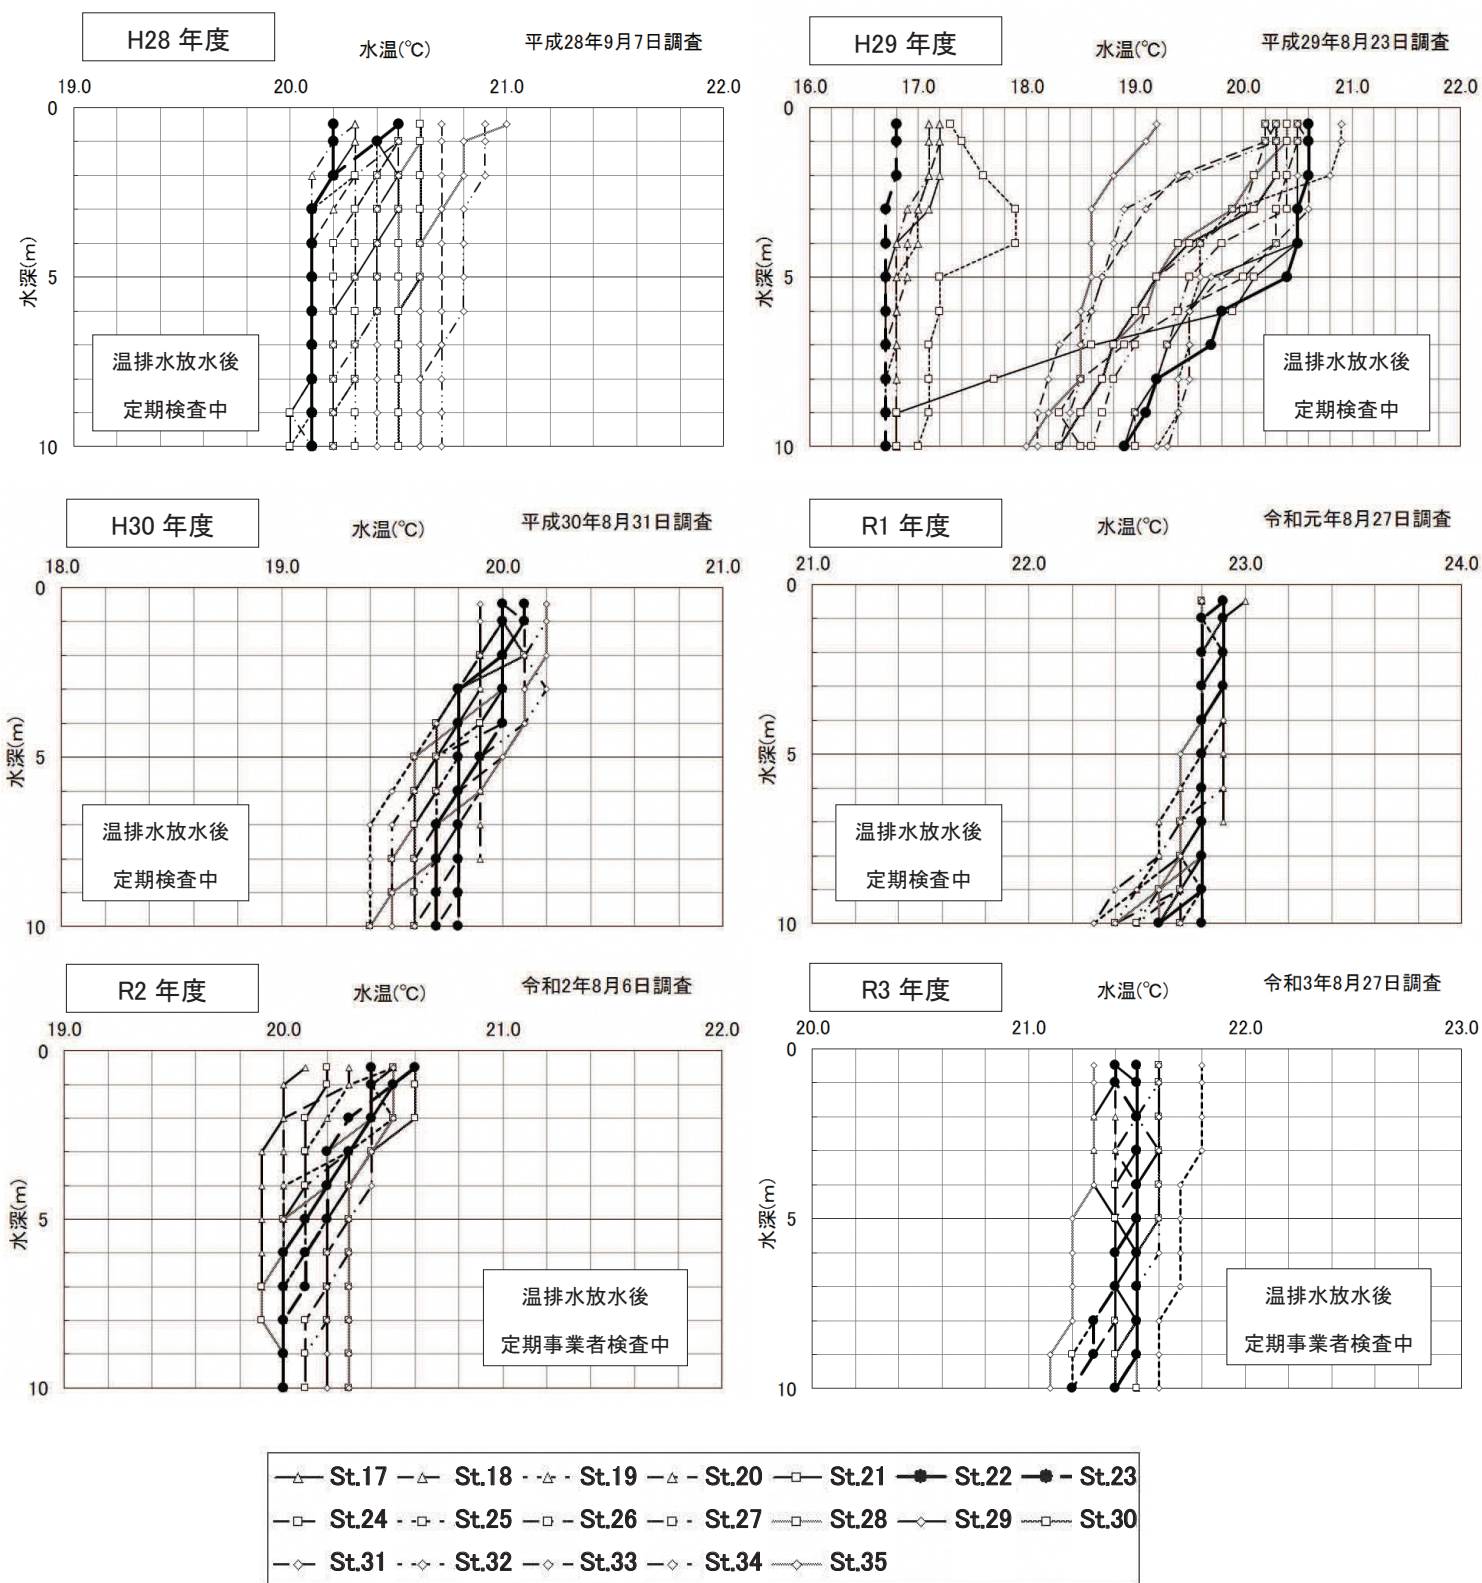 H28 年度
水温(℃)
平成28年9月7日調査
19.0 20.0 21.0 22.0
0
5
10
水深(m)
温排水放水後
定期検査中
H29 年度
水温(℃)
平成29年8月23日調査
16.0 17.0 18.0 19.0 20.0 21.0 22.0
0
5
10
水深(m)
温排水放水後
定期検査中
H30 年度
水温(℃)
平成30年8月31日調査
18.0 19.0 20.0 21.0
0
5
10
水深(m)
温排水放水後
定期検査中
R1 年度
水温(℃)
令和元年8月27日調査
21.0 22.0 23.0 24.0
0
5
10
水深(m)
温排水放水後
定期検査中
R2 年度
水温(℃)
令和2年8月6日調査
19.0 20.0 21.0 22.0
0
5
10
水深(m)
温排水放水後
定期事業者検査中
R3 年度
水温(℃)
令和3年8月27日調査
20.0 21.0 22.0 23.0
0
5
10
水深(m)
温排水放水後
定期事業者検査中
St.17 St.18 St.19 St.20 St.21 St.22 St.23
St.24 St.25 St.26 St.27 St.28 St.29 St.30
St.31 St.32 St.33 St.34 St.35